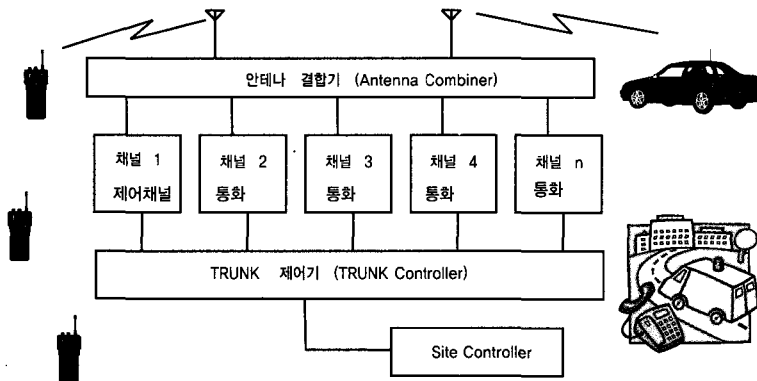 안테나 결합기 (Antenna Combiner)
채널 1
제어채널
채널 2
통화
채널 3
통화
채널 4
통화
채널 n
통화
TRUNK 제어기 (TRUNK Controller)
Site Controller